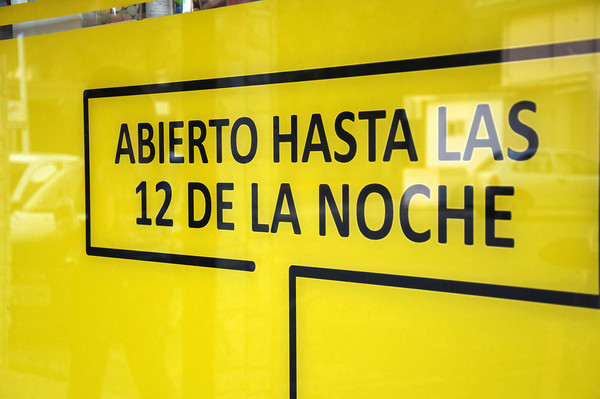 ABIERTO HASTA LAS
12 DE LA NOCHE